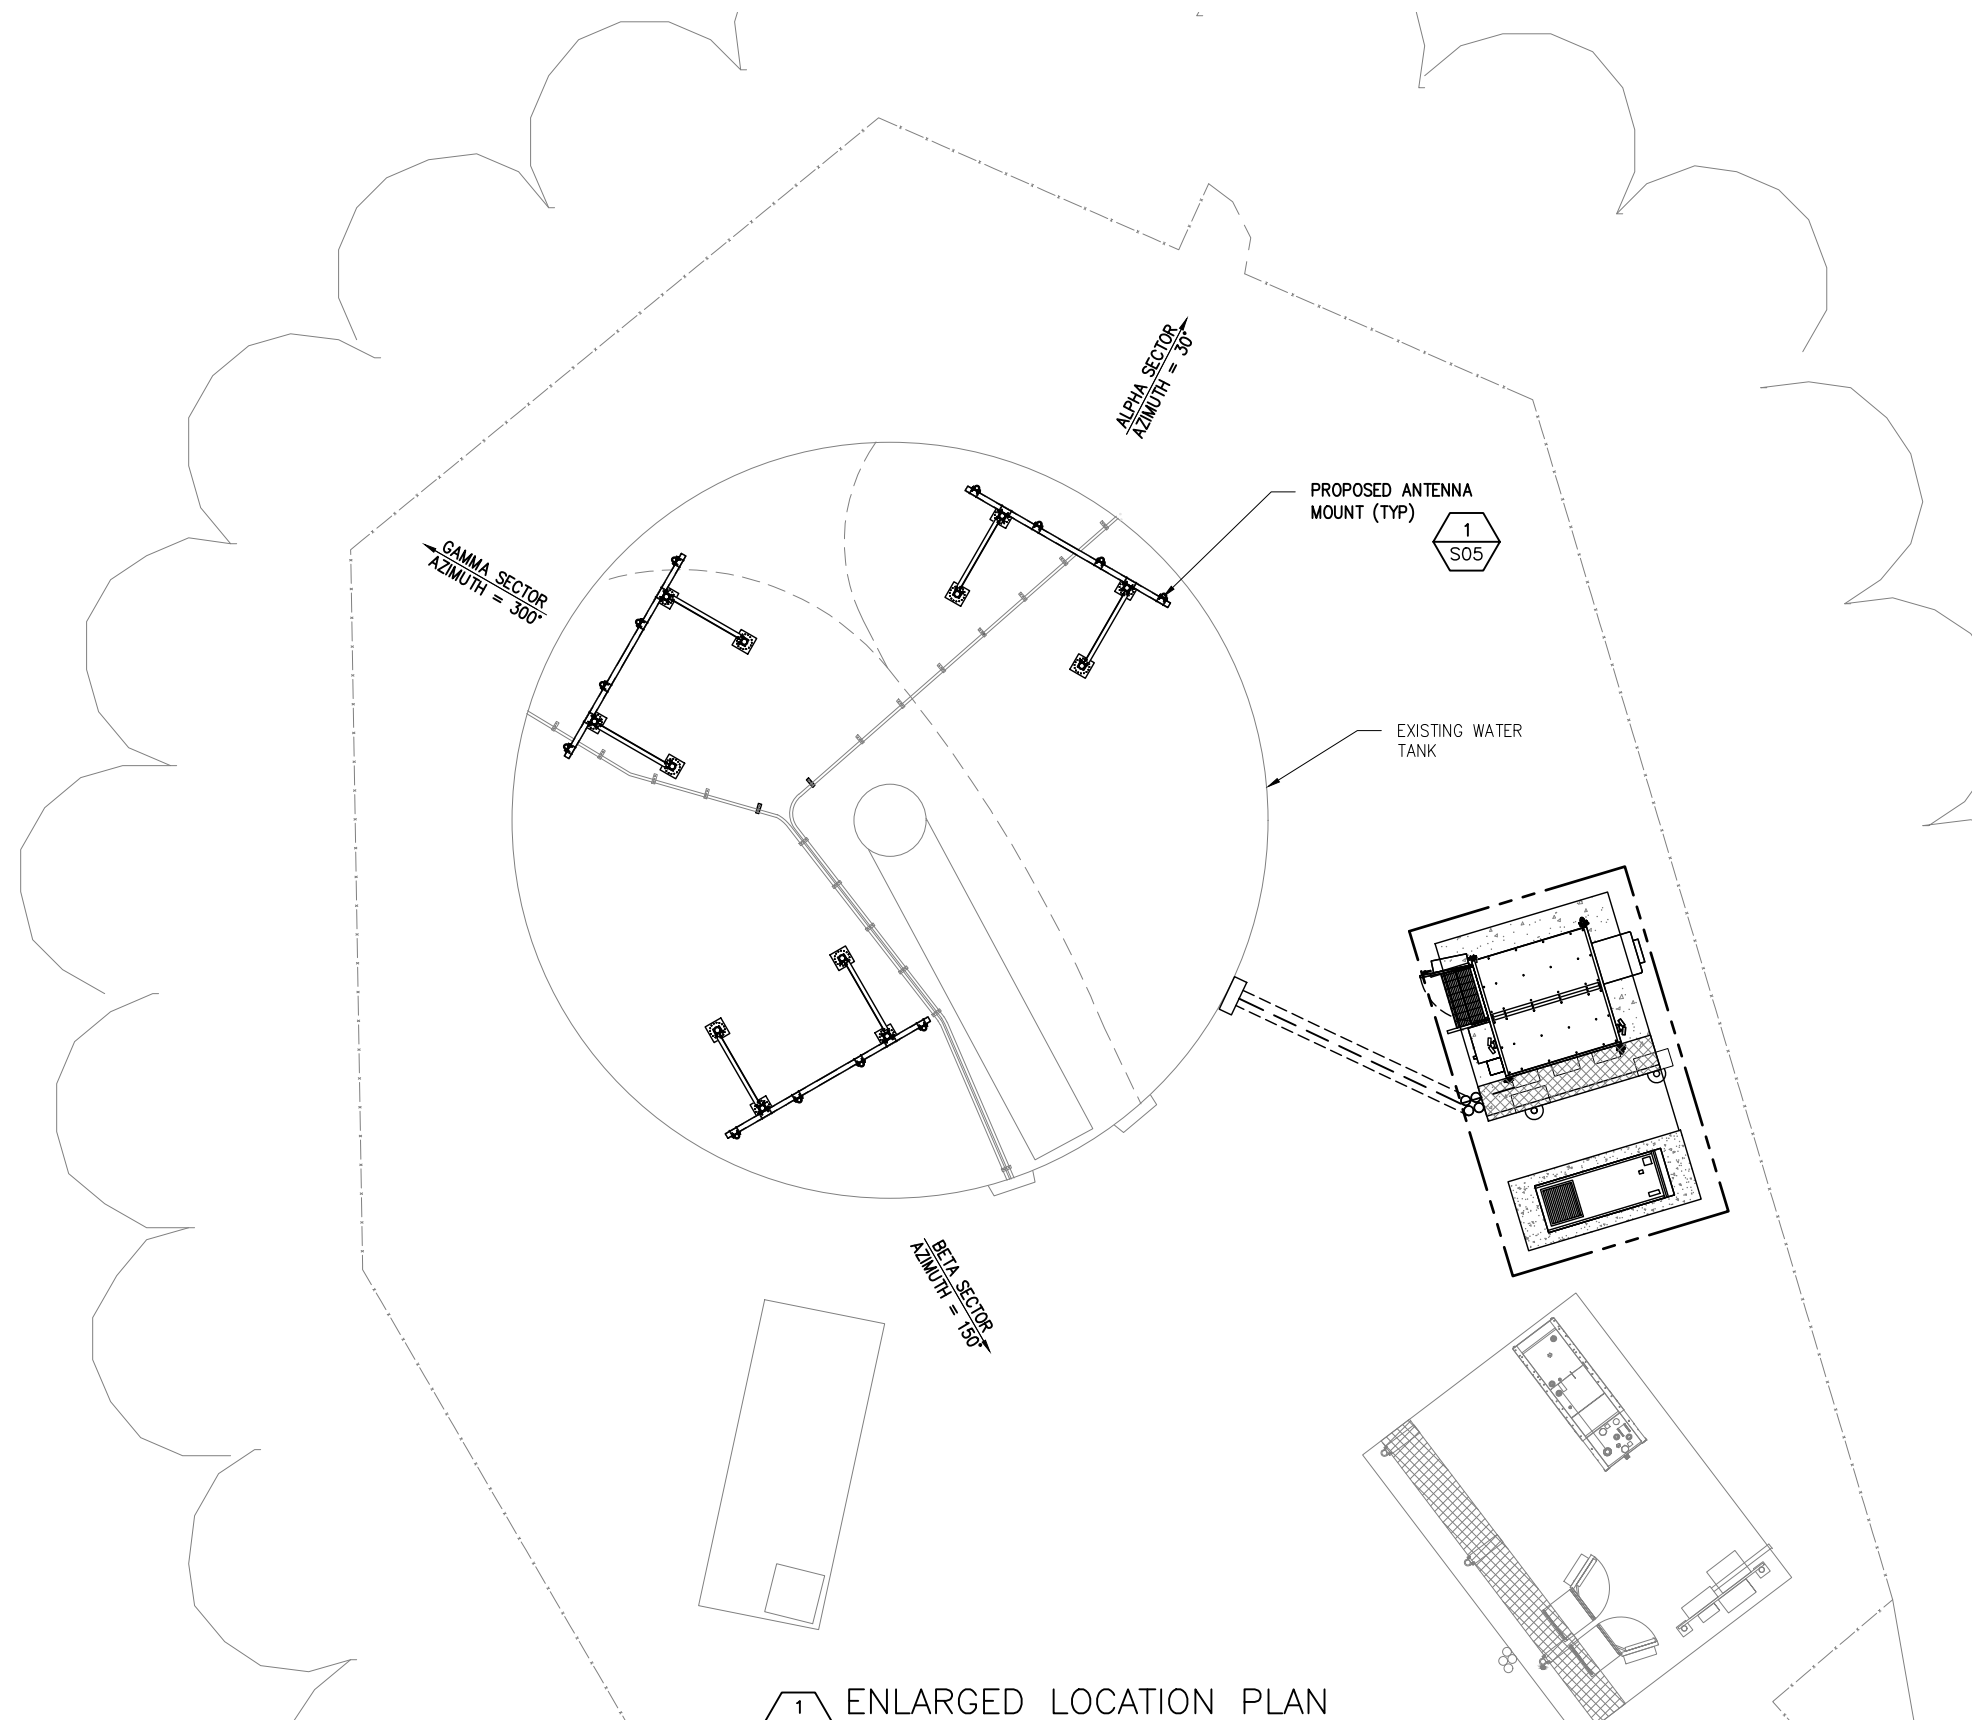 ALPHA SECTOR
AZIMUTH = 30°
PROPOSED ANTENNA
MOUNT (TYP)
1
S05
GAMMA SECTOR
AZIMUTH = 300°
EXISTING WATER
TANK
BETA SECTOR
AZIMUTH = 150°
1
ENLARGED LOCATION PLAN